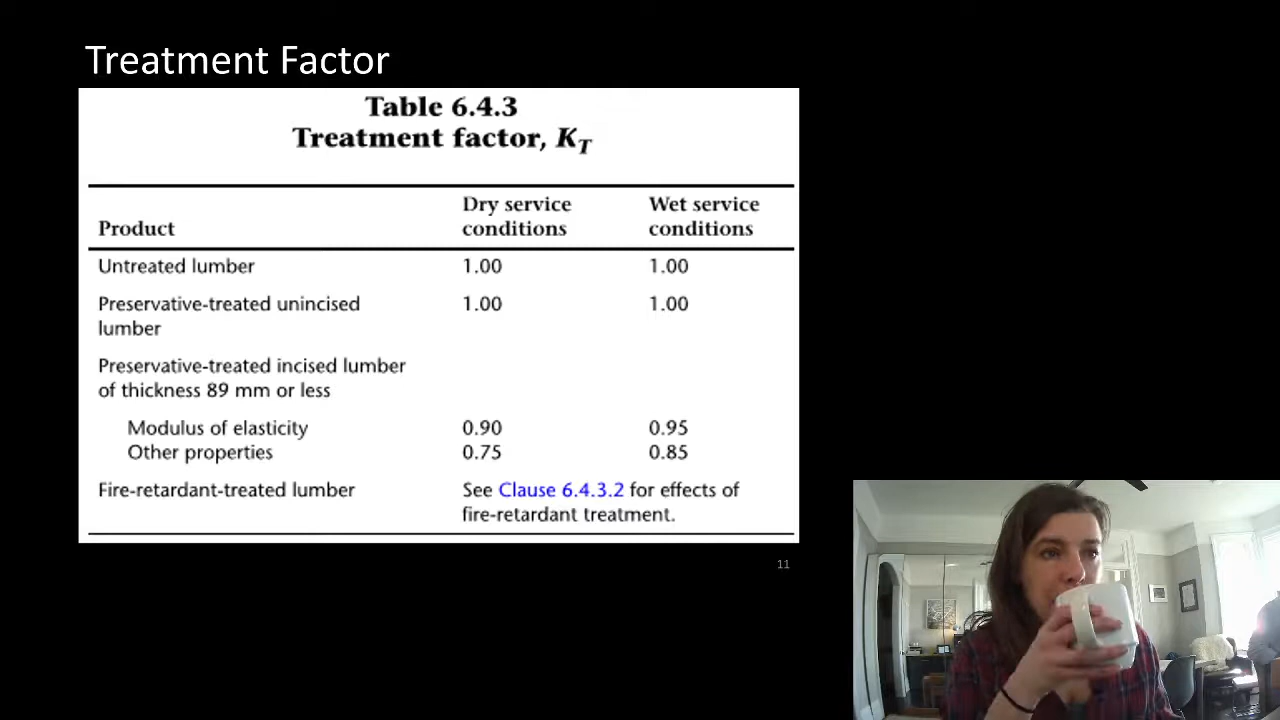 Treatment Factor
Table 6.4.3
Treatment factor, K_T
Product Dry service conditions Wet service conditions
Untreated lumber 1.00 1.00
Preservative-treated unincised 1.00 1.00
lumber
Preservative-treated incised lumber
of thickness 89 mm or less
Modulus of elasticity 0.90 0.95
Other properties 0.75 0.85
Fire-retardant-treated lumber See Clause 6.4.3.2 for effects of
fire-retardant treatment.
11